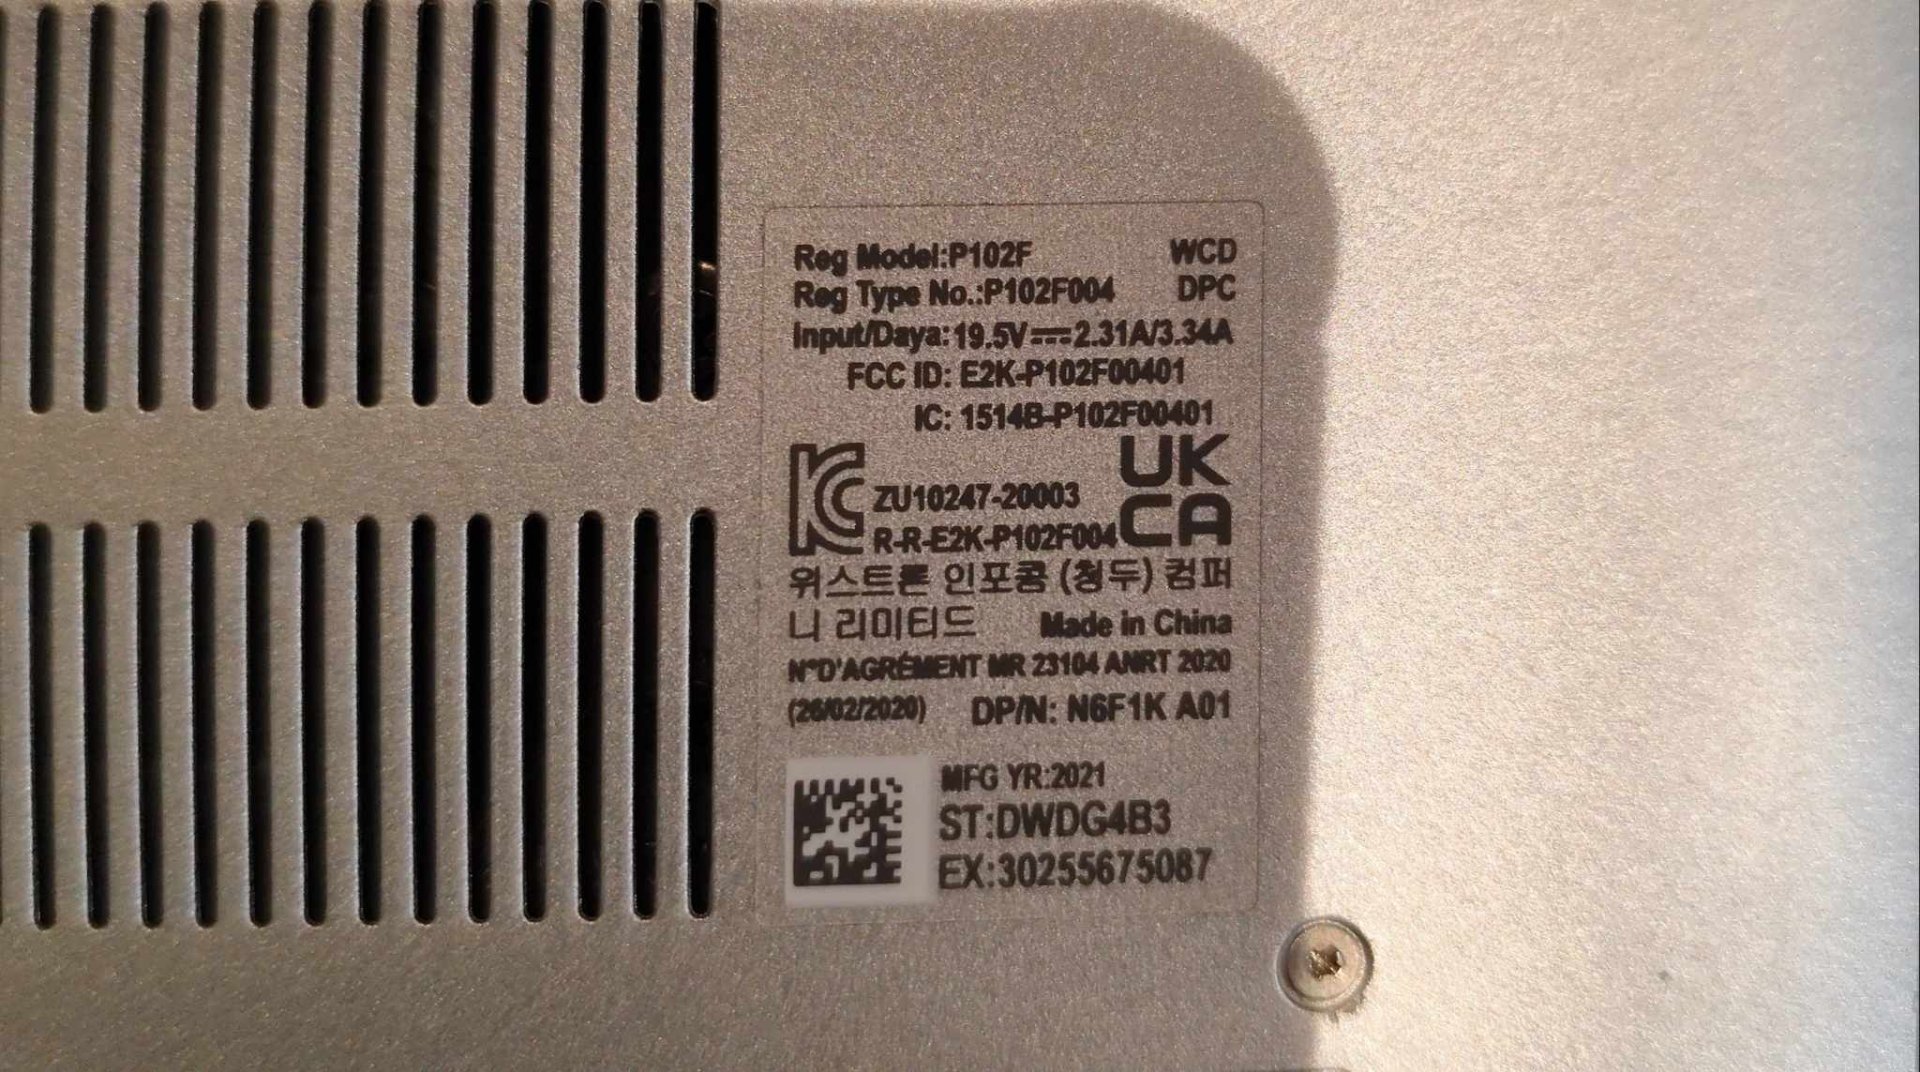 Reg Model:P102F WCD
Reg Type No.:P102F004 DPC
Input/Daya:19.5V⎓2.31A/3.34A
FCC ID: E2K-P102F00401
IC: 1514B-P102F00401
KC ZU10247-20003 UK
R-R-E2K-P102F004 CA
위스트론 인포콤 (청두) 컴퍼
니 리미티드 Made in China
N°D'AGRÉMENT MR 23104 ANRT 2020
(26/02/2020) DP/N: N6F1K A01
MFG YR:2021
ST:DWDG4B3
EX:30255675087